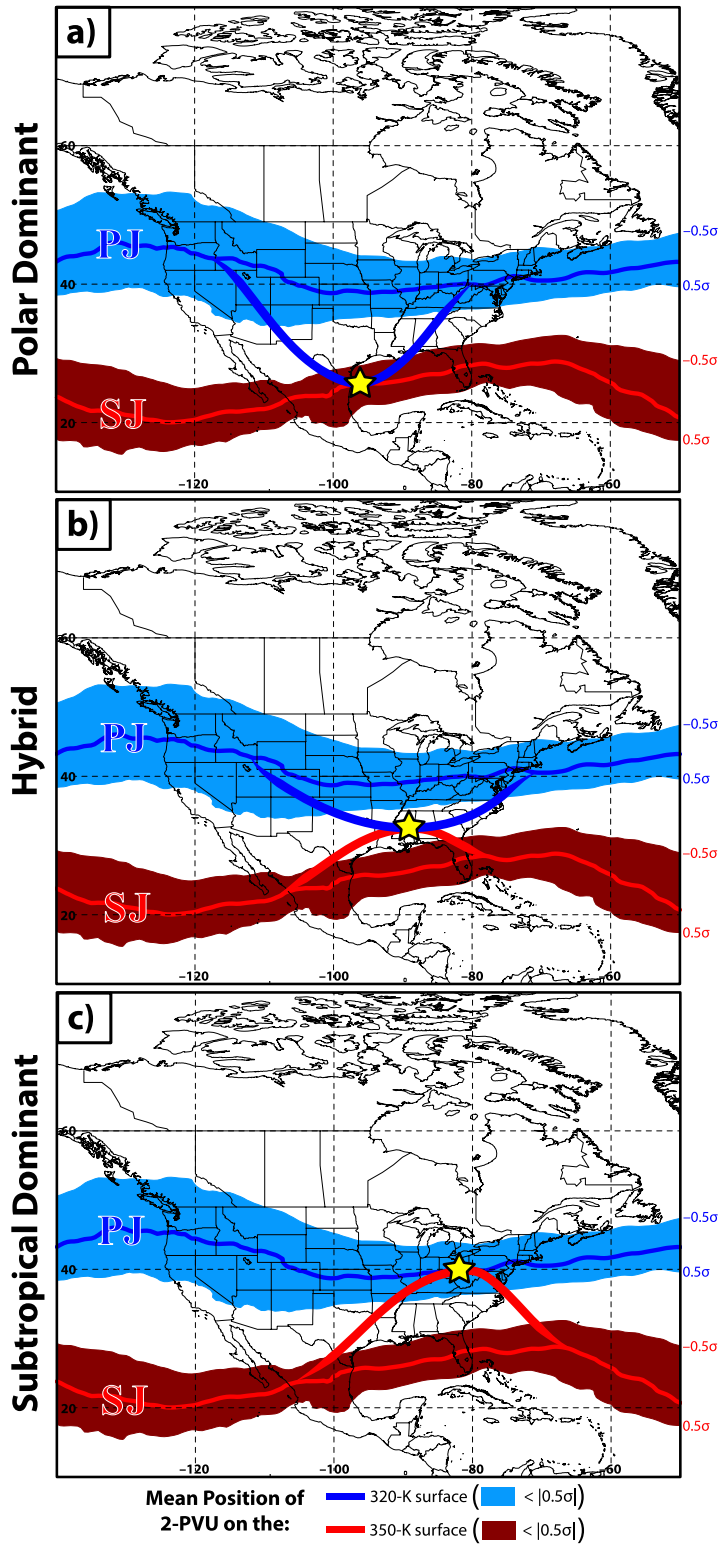 a)
Polar Dominant
60
PJ
40
SJ
20
−120
−100
−80
−60
−0.5σ
0.5σ
−0.5σ
0.5σ
b)
Hybrid
60
PJ
40
SJ
20
−120
−100
−80
−60
−0.5σ
0.5σ
−0.5σ
0.5σ
c)
Subtropical Dominant
60
PJ
40
SJ
20
−120
−100
−80
−60
−0.5σ
0.5σ
−0.5σ
0.5σ
Mean Position of
2-PVU on the:
320-K surface ( < |0.5σ|)
350-K surface ( < |0.5σ|)